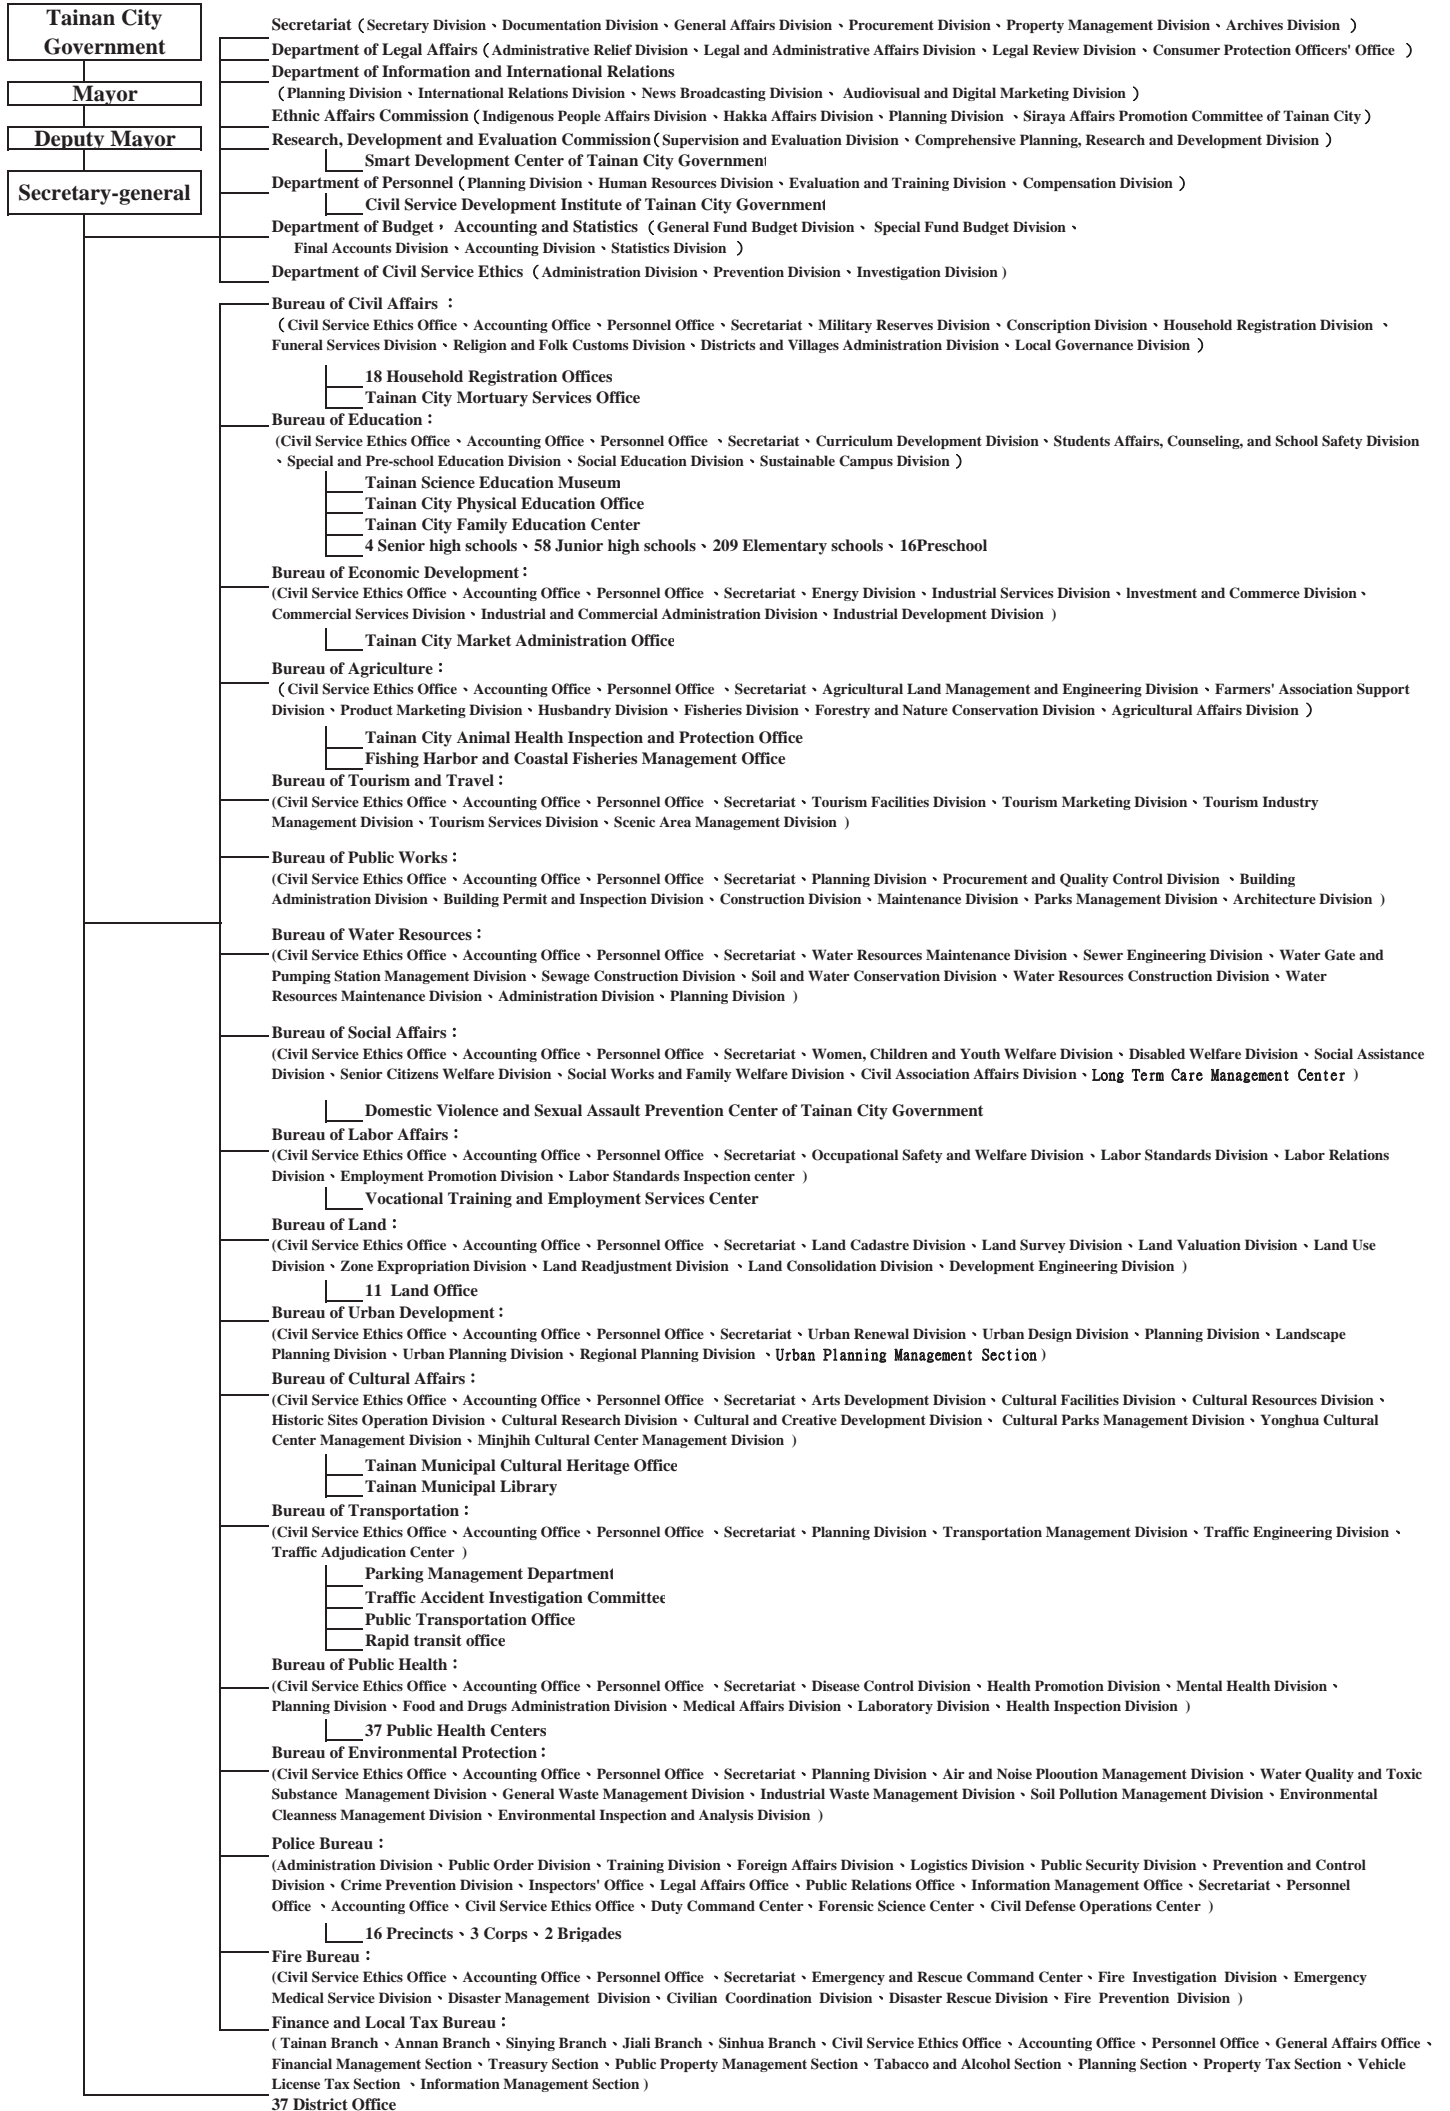 Tainan City
Government
Mayor
Deputy Mayor
Secretary-general
Secretariat（Secretary Division、Documentation Division、General Affairs Division、Procurement Division、Property Management Division、Archives Division ）
Department of Legal Affairs（Administrative Relief Division、Legal and Administrative Affairs Division、Legal Review Division、Consumer Protection Officers' Office ）
Department of Information and International Relations
（Planning Division、International Relations Division、News Broadcasting Division、 Audiovisual and Digital Marketing Division ）
Ethnic Affairs Commission（Indigenous People Affairs Division、Hakka Affairs Division、Planning Division 、Siraya Affairs Promotion Committee of Tainan City）
Research, Development and Evaluation Commission（Supervision and Evaluation Division、Comprehensive Planning, Research and Development Division ）
Smart Development Center of Tainan City Government
Department of Personnel（Planning Division、Human Resources Division、Evaluation and Training Division、Compensation Division ）
Civil Service Development Institute of Tainan City Government
Department of Budget， Accounting and Statistics （General Fund Budget Division、 Special Fund Budget Division、
Final Accounts Division、Accounting Division、Statistics Division ）
Department of Civil Service Ethics （Administration Division、Prevention Division、Investigation Division )
Bureau of Civil Affairs ：
（Civil Service Ethics Office、Accounting Office、Personnel Office、Secretariat、Military Reserves Division、Conscription Division、Household Registration Division 、
Funeral Services Division、Religion and Folk Customs Division、Districts and Villages Administration Division、Local Governance Division ）
18 Household Registration Offices
Tainan City Mortuary Services Office
Bureau of Education：
(Civil Service Ethics Office、Accounting Office、Personnel Office 、Secretariat、Curriculum Development Division、Students Affairs, Counseling, and School Safety Division
、Special and Pre-school Education Division、Social Education Division、Sustainable Campus Division ）
Tainan Science Education Museum
Tainan City Physical Education Office
Tainan City Family Education Center
4 Senior high schools、58 Junior high schools、209 Elementary schools、16Preschool
Bureau of Economic Development：
(Civil Service Ethics Office、Accounting Office、Personnel Office 、Secretariat、Energy Division、Industrial Services Division、lnvestment and Commerce Division、
Commercial Services Division、Industrial and Commercial Administration Division、Industrial Development Division )
Tainan City Market Administration Office
Bureau of Agriculture：
（Civil Service Ethics Office、Accounting Office、Personnel Office 、Secretariat、Agricultural Land Management and Engineering Division、Farmers' Association Support
Division、Product Marketing Division、Husbandry Division、Fisheries Division、Forestry and Nature Conservation Division、Agricultural Affairs Division ）
Tainan City Animal Health Inspection and Protection Office
Fishing Harbor and Coastal Fisheries Management Office
Bureau of Tourism and Travel：
(Civil Service Ethics Office、Accounting Office、Personnel Office 、Secretariat、Tourism Facilities Division、Tourism Marketing Division、Tourism Industry
Management Division、Tourism Services Division、Scenic Area Management Division )
Bureau of Public Works：
(Civil Service Ethics Office、Accounting Office、Personnel Office 、Secretariat、Planning Division、Procurement and Quality Control Division 、Building
Administration Division、Building Permit and Inspection Division、Construction Division、Maintenance Division、Parks Management Division、Architecture Division )
Bureau of Water Resources：
(Civil Service Ethics Office、Accounting Office、Personnel Office 、Secretariat、Water Resources Maintenance Division、Sewer Engineering Division、Water Gate and
Pumping Station Management Division、Sewage Construction Division、Soil and Water Conservation Division、Water Resources Construction Division、Water
Resources Maintenance Division、Administration Division、Planning Division )
Bureau of Social Affairs：
(Civil Service Ethics Office、Accounting Office、Personnel Office 、Secretariat、Women, Children and Youth Welfare Division、Disabled Welfare Division、Social Assistance
Division、Senior Citizens Welfare Division、Social Works and Family Welfare Division、Civil Association Affairs Division、Long Term Care Management Center )
Domestic Violence and Sexual Assault Prevention Center of Tainan City Government
Bureau of Labor Affairs：
(Civil Service Ethics Office、Accounting Office、Personnel Office 、Secretariat、Occupational Safety and Welfare Division、Labor Standards Division、Labor Relations
Division、Employment Promotion Division、Labor Standards Inspection center )
Vocational Training and Employment Services Center
Bureau of Land：
(Civil Service Ethics Office、Accounting Office、Personnel Office 、Secretariat、Land Cadastre Division、Land Survey Division、Land Valuation Division、Land Use
Division、Zone Expropriation Division、Land Readjustment Division 、Land Consolidation Division、Development Engineering Division )
11 Land Office
Bureau of Urban Development：
(Civil Service Ethics Office、Accounting Office、Personnel Office、Secretariat、Urban Renewal Division、Urban Design Division、Planning Division、Landscape
Planning Division、Urban Planning Division、Regional Planning Division 、Urban Planning Management Section)
Bureau of Cultural Affairs：
(Civil Service Ethics Office、Accounting Office、Personnel Office 、Secretariat、Arts Development Division、Cultural Facilities Division、Cultural Resources Division、
Historic Sites Operation Division、Cultural Research Division、Cultural and Creative Development Division、 Cultural Parks Management Division、Yonghua Cultural
Center Management Division、Minjhih Cultural Center Management Division )
Tainan Municipal Cultural Heritage Office
Tainan Municipal Library
Bureau of Transportation：
(Civil Service Ethics Office、Accounting Office、Personnel Office 、Secretariat、Planning Division、Transportation Management Division、Traffic Engineering Division、
Traffic Adjudication Center )
Parking Management Department
Traffic Accident Investigation Committee
Public Transportation Office
Rapid transit office
Bureau of Public Health：
(Civil Service Ethics Office、Accounting Office、Personnel Office 、Secretariat、Disease Control Division、Health Promotion Division、Mental Health Division、
Planning Division、Food and Drugs Administration Division、Medical Affairs Division、Laboratory Division、Health Inspection Division )
37 Public Health Centers
Bureau of Environmental Protection：
(Civil Service Ethics Office、Accounting Office、Personnel Office 、Secretariat、Planning Division、Air and Noise Plooution Management Division、Water Quality and Toxic
Substance Management Division、General Waste Management Division、Industrial Waste Management Division、Soil Pollution Management Division、Environmental
Cleanness Management Division、Environmental Inspection and Analysis Division )
Police Bureau：
(Administration Division、Public Order Division、Training Division、Foreign Affairs Division、Logistics Division、Public Security Division、Prevention and Control
Division、Crime Prevention Division、Inspectors' Office、Legal Affairs Office、Public Relations Office、Information Management Office、Secretariat、Personnel
Office 、Accounting Office、Civil Service Ethics Office、Duty Command Center、Forensic Science Center、Civil Defense Operations Center )
16 Precincts、3 Corps、2 Brigades
Fire Bureau：
(Civil Service Ethics Office、Accounting Office、Personnel Office 、Secretariat、Emergency and Rescue Command Center、Fire Investigation Division、Emergency
Medical Service Division、Disaster Management Division、Civilian Coordination Division、Disaster Rescue Division、Fire Prevention Division )
Finance and Local Tax Bureau：
( Tainan Branch、Annan Branch、Sinying Branch、Jiali Branch、Sinhua Branch、Civil Service Ethics Office、Accounting Office、Personnel Office、General Affairs Office、
Financial Management Section、Treasury Section、Public Property Management Section、Tabacco and Alcohol Section、Planning Section、Property Tax Section、Vehicle
License Tax Section 、Information Management Section )
37 District Office